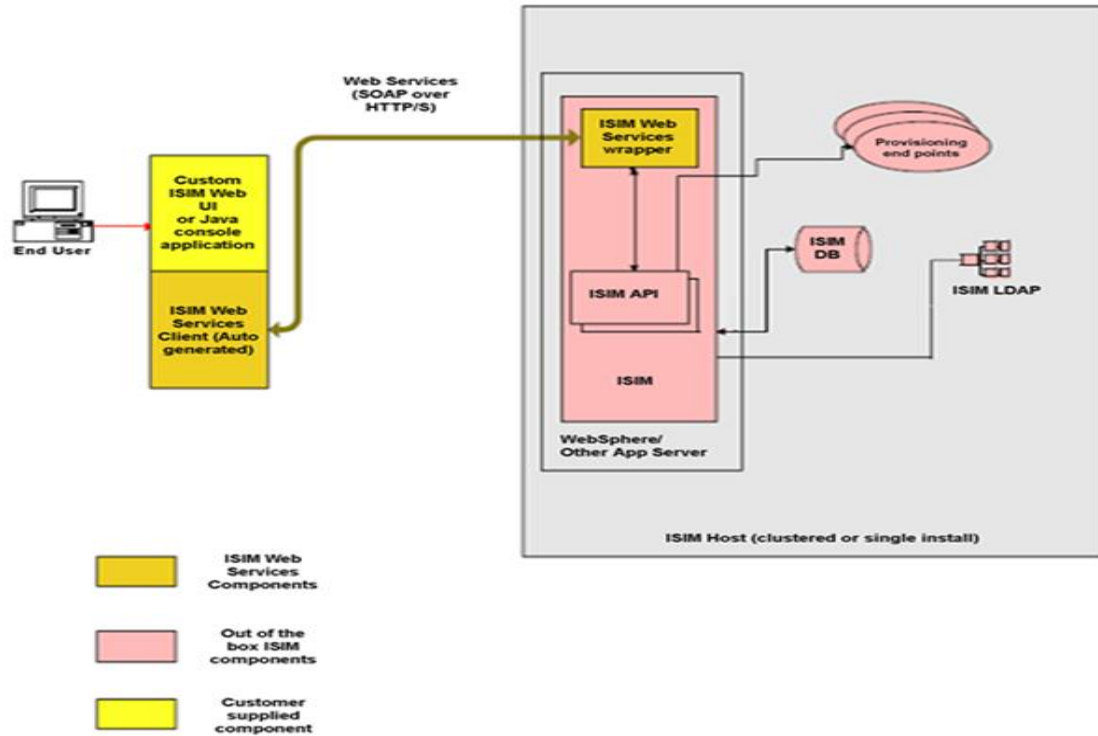 Web Services
(SOAP over
HTTP/S)
End User
Custom
ISIM Web
UI
or Java
console
application
ISIM Web
Services
Client (Auto
generated)
ISIM Web
Services
wrapper
ISIM API
ISIM
WebSphere/
Other App Server
Provisioning
end points
ISIM
DB
ISIM LDAP
ISIM Host (clustered or single install)
ISIM Web
Services
Components
Out of the
box ISIM
components
Customer
supplied
component